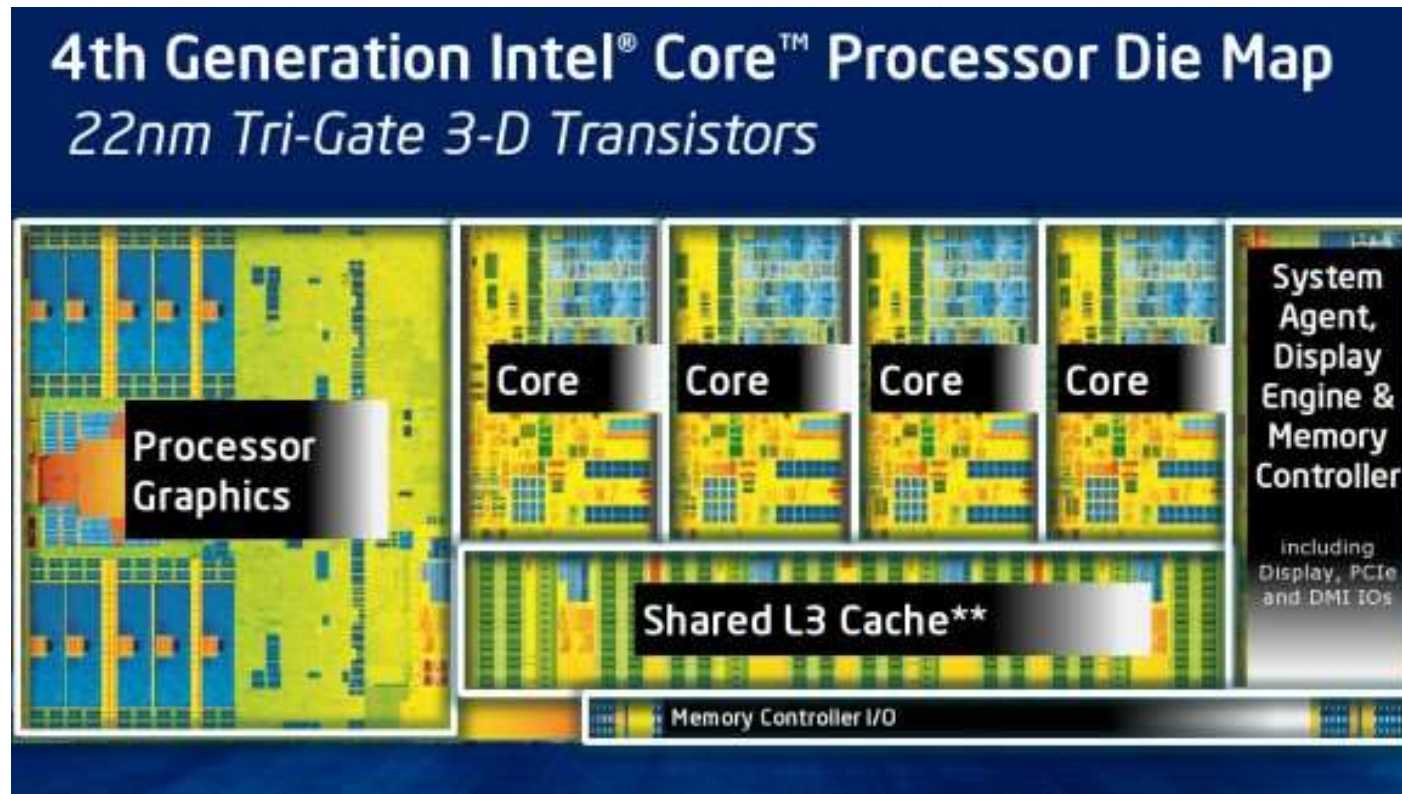 4th Generation Intel® Core™ Processor Die Map
22nm Tri-Gate 3-D Transistors
Processor
Graphics
Core
Core
Core
Core
System
Agent,
Display
Engine &
Memory
Controller
including
Display, PCIe
and DMI IOs
Shared L3 Cache**
Memory Controller I/O